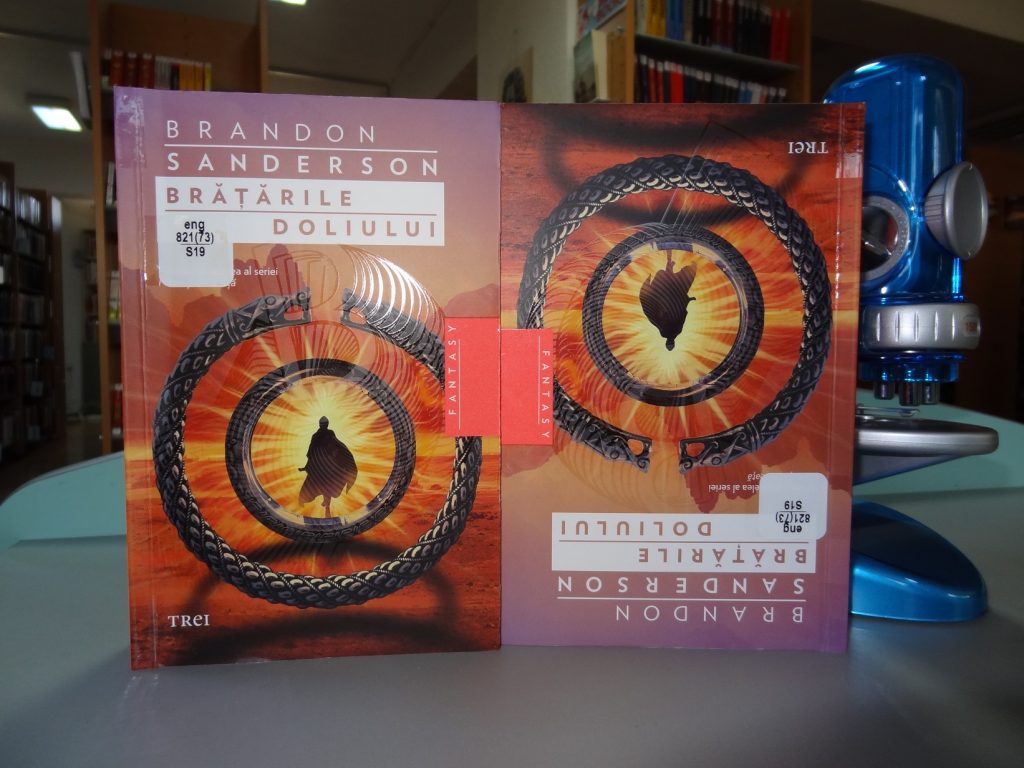 BRANDON
SANDERSON
BRĂȚĂRILE
DOLIULUI
eng
821(73)
S19
al seriei
FANTASY
TREI
TREI
FANTASY
al seriei
eng
821(73)
S19
DOLIULUI
BRĂȚĂRILE
SANDERSON
BRANDON